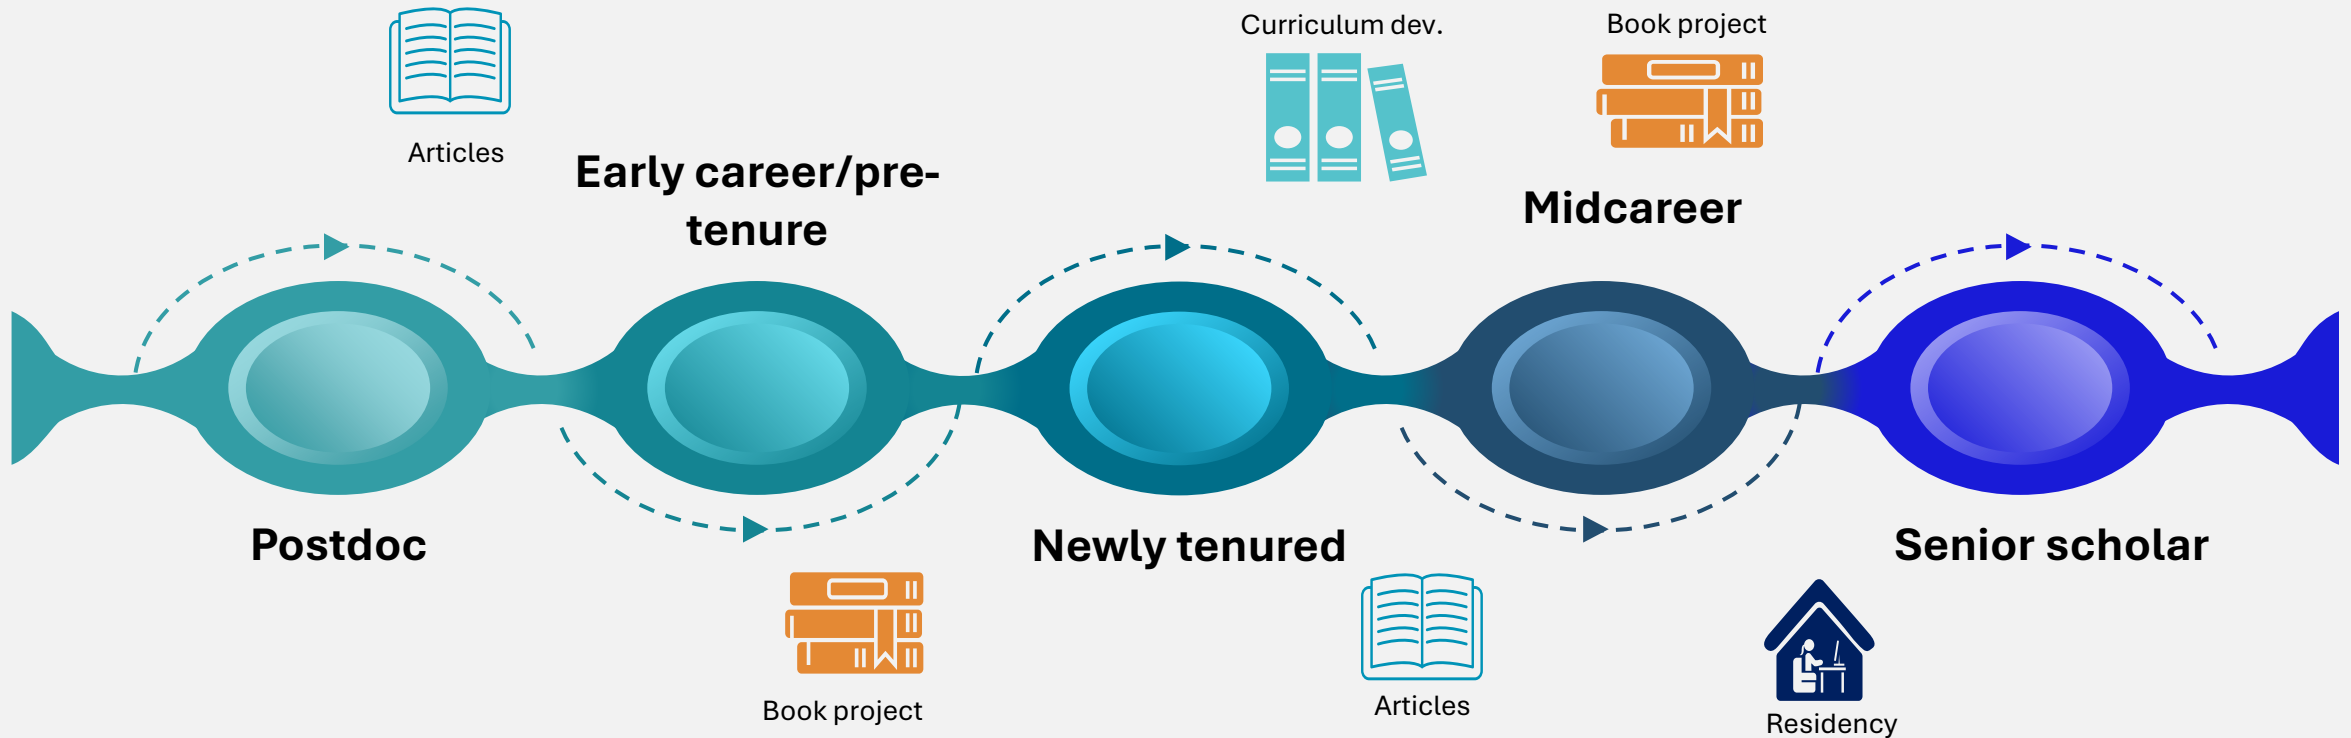 Curriculum dev.
Book project
Articles
Early career/pre-
tenure
Midcareer
Postdoc
Newly tenured
Senior scholar
Book project
Articles
Residency